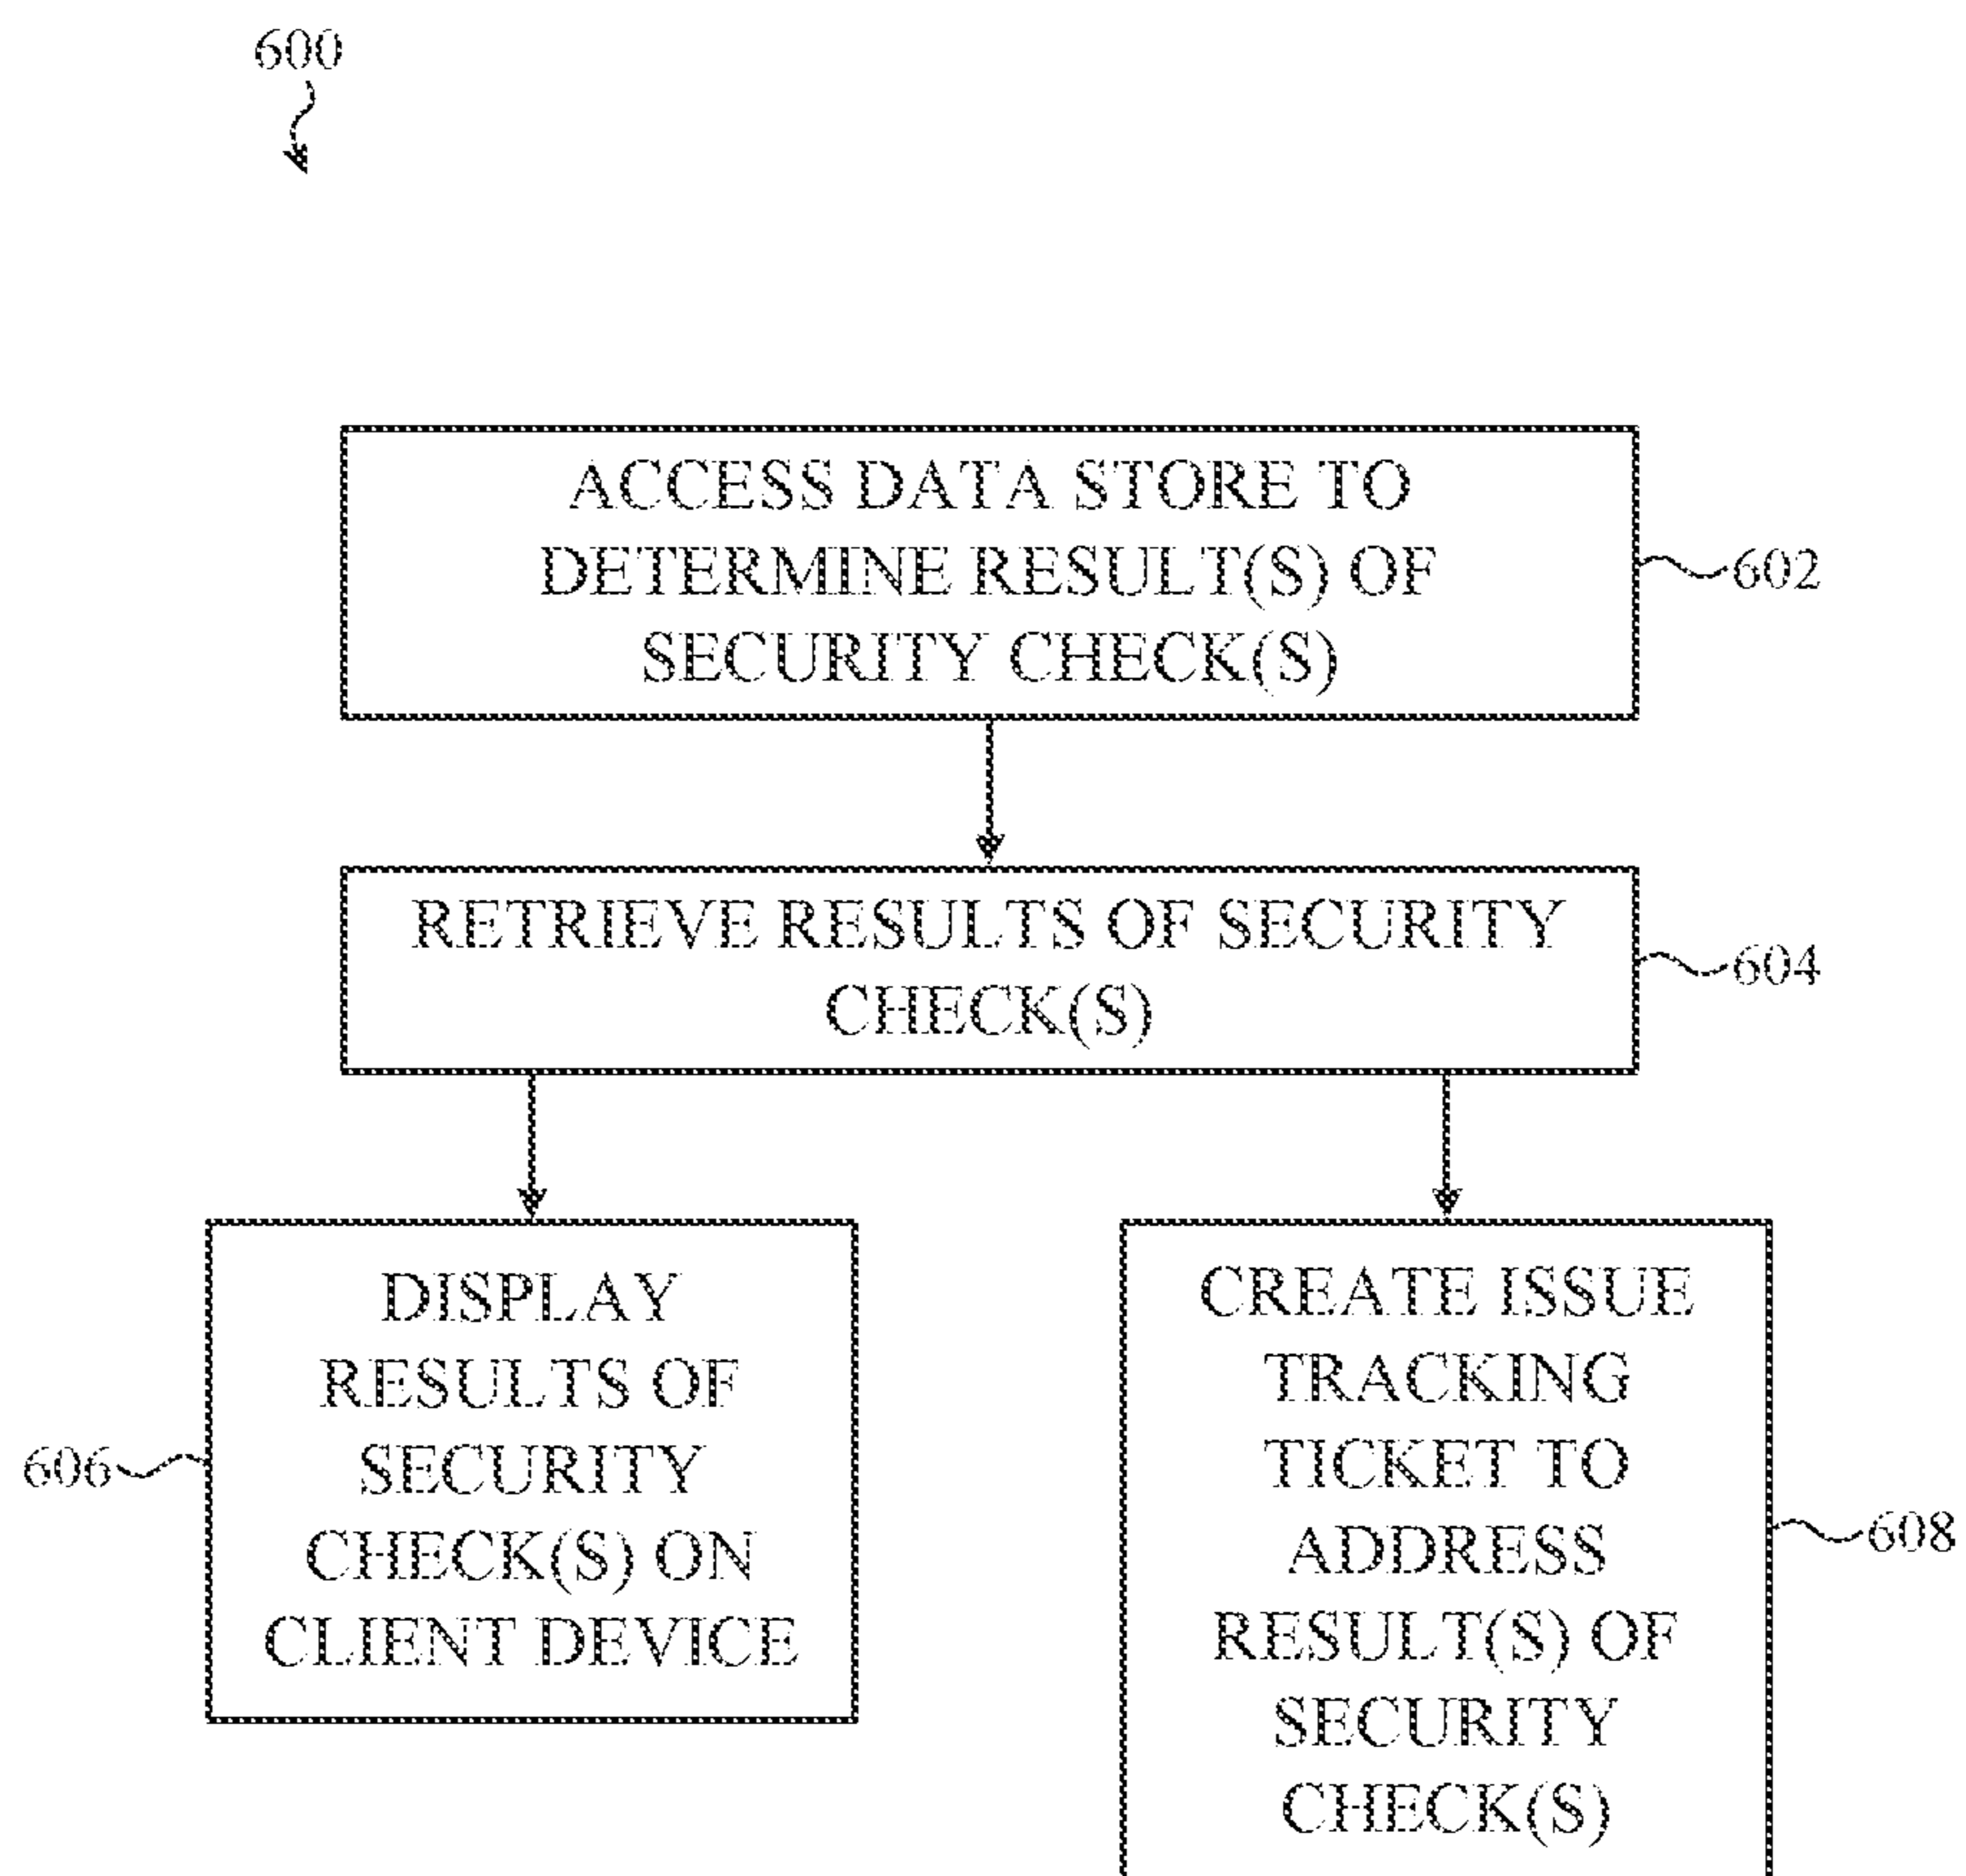 600
ACCESS DATA STORE TO
DETERMINE RESULT(S) OF
SECURITY CHECK(S)
602
RETRIEVE RESULTS OF SECURITY
CHECK(S)
604
DISPLAY
RESULTS OF
SECURITY
CHECK(S) ON
CLIENT DEVICE
606
CREATE ISSUE
TRACKING
TICKET TO
ADDRESS
RESULT(S) OF
SECURITY
CHECK(S)
608